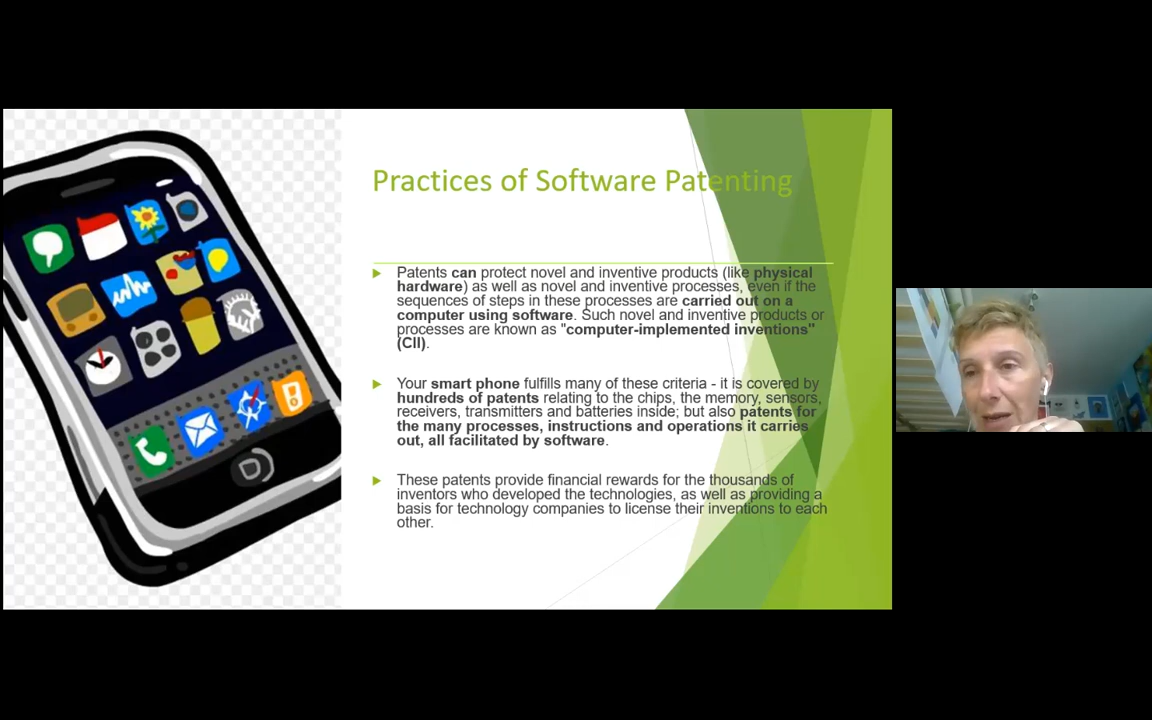 Practices of Software Patenting
Patents can protect novel and inventive products (like physical
hardware) as well as novel and inventive processes, even if the
sequences of steps in these processes are carried out on a
computer using software. Such novel and inventive products or
processes are known as "computer-implemented inventions"
(CII).
Your smart phone fulfills many of these criteria - it is covered by
hundreds of patents relating to the chips, the memory, sensors,
receivers, transmitters and batteries inside; but also patents for
the many processes, instructions and operations it carries
out, all facilitated by software.
These patents provide financial rewards for the thousands of
inventors who developed the technologies, as well as providing a
basis for technology companies to license their inventions to each
other.